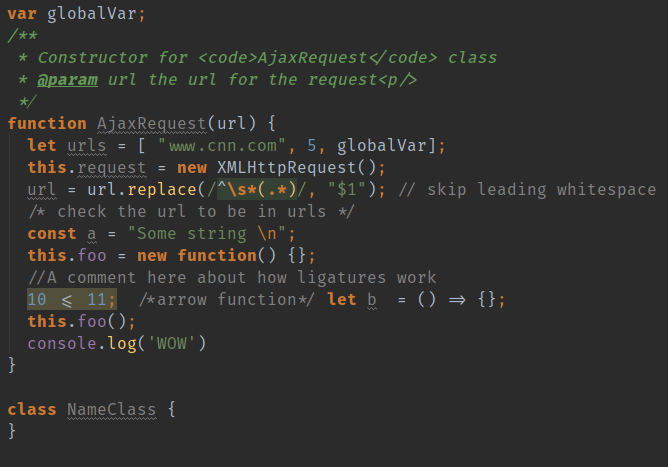 var globalVar;
/**
 * Constructor for <code>AjaxRequest</code> class
 * @param url the url for the request<p/>
 */
function AjaxRequest(url) {
  let urls = [ "www.cnn.com", 5, globalVar];
  this.request = new XMLHttpRequest();
  url = url.replace(/^\s*(.*)/, "$1"); // skip leading whitespace
  /* check the url to be in urls */
  const a = "Some string \n";
  this.foo = new function() {};
  //A comment here about how ligatures work
  10 <= 11;  /*arrow function*/ let b  = () => {};
  this.foo();
  console.log('WOW')
}

class NameClass {
}